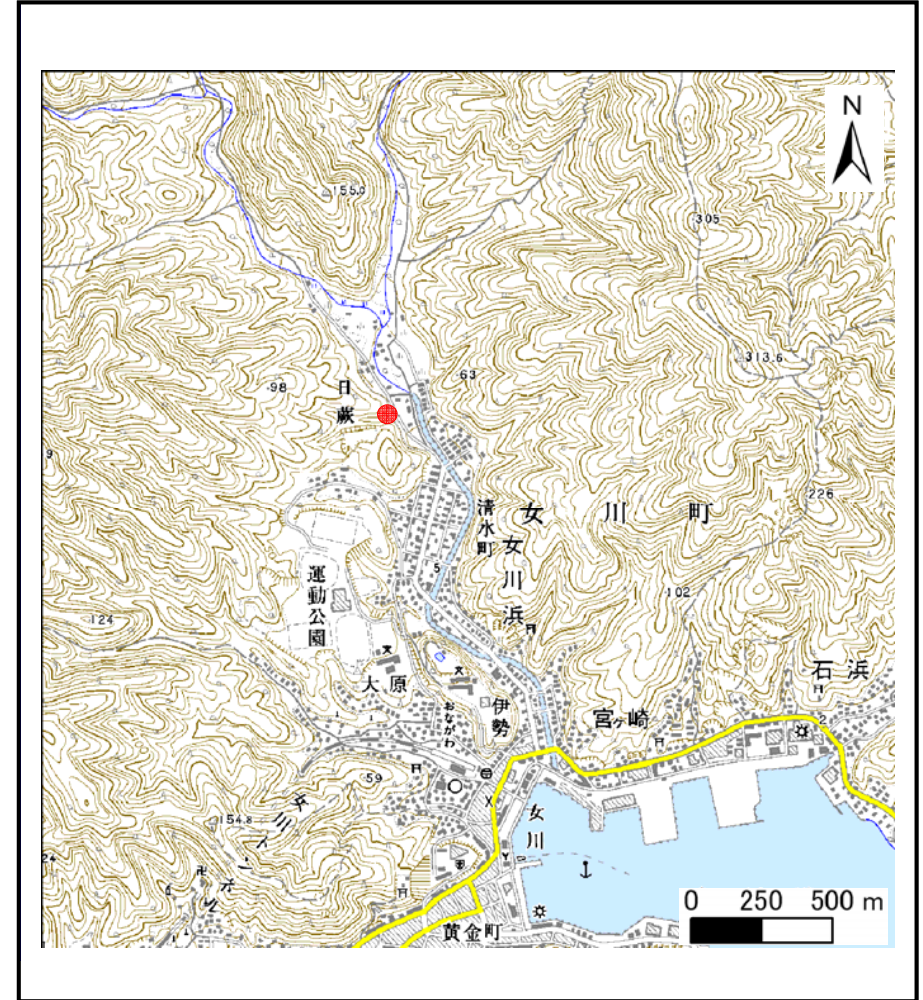 N
155.0
305
313.6
63
98
日蕨
9
226
清水町
女川町
女川浜
5
運動公園
102
124
大原
石浜
おながわ
伊勢
宮ヶ崎
2
59
女川トンネル
154.8
女川
24
0 250 500 m
黄金町